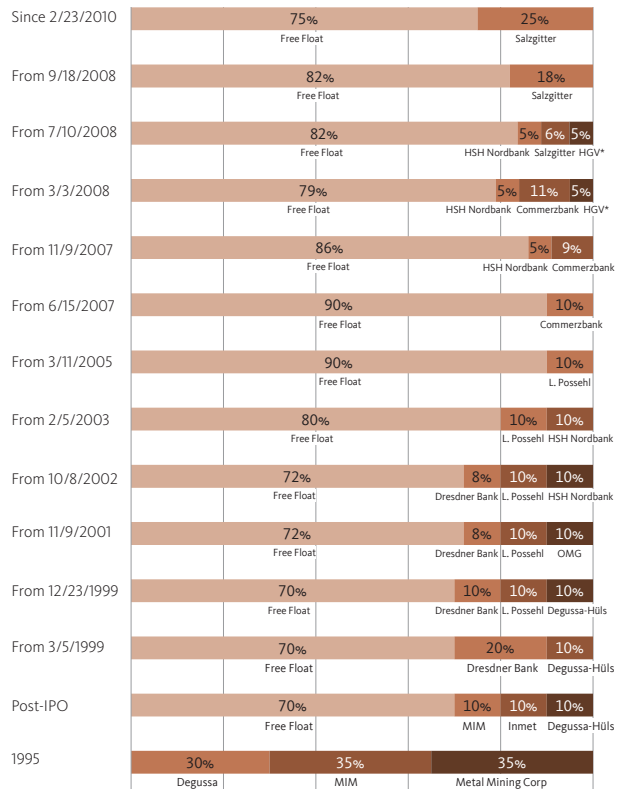 Since 2/23/2010 75% 25%
Free Float Salzgitter
From 9/18/2008 82% 18%
Free Float Salzgitter
From 7/10/2008 82% 5% 6% 5%
Free Float HSH Nordbank Salzgitter HGV*
From 3/3/2008 79% 5% 11% 5%
Free Float HSH Nordbank Commerzbank HGV*
From 11/9/2007 86% 5% 9%
Free Float HSH Nordbank Commerzbank
From 6/15/2007 90% 10%
Free Float Commerzbank
From 3/11/2005 90% 10%
Free Float L. Possehl
From 2/5/2003 80% 10% 10%
Free Float L. Possehl HSH Nordbank
From 10/8/2002 72% 8% 10% 10%
Free Float Dresdner Bank L. Possehl HSH Nordbank
From 11/9/2001 72% 8% 10% 10%
Free Float Dresdner Bank L. Possehl OMG
From 12/23/1999 70% 10% 10% 10%
Free Float Dresdner Bank L. Possehl Degussa-Hüls
From 3/5/1999 70% 20% 10%
Free Float Dresdner Bank Degussa-Hüls
Post-IPO 70% 10% 10% 10%
Free Float MIM Inmet Degussa-Hüls
1995 30% 35% 35%
Degussa MIM Metal Mining Corp